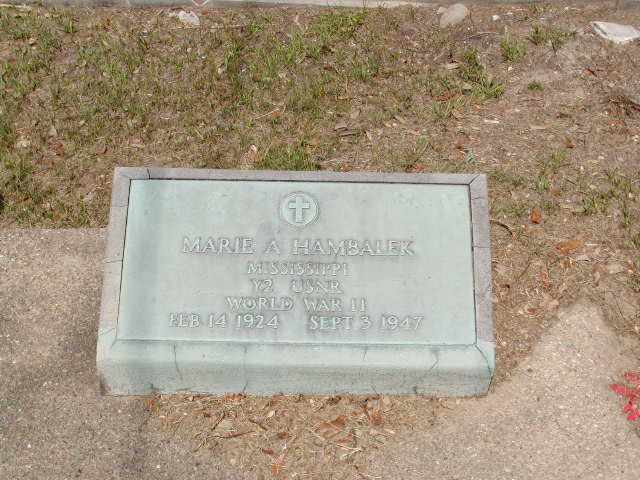 MARIE A HAMBALEK
MISSISSIPPI
Y2 USNR
WORLD WAR II
FEB 14 1924 SEPT 3 1947